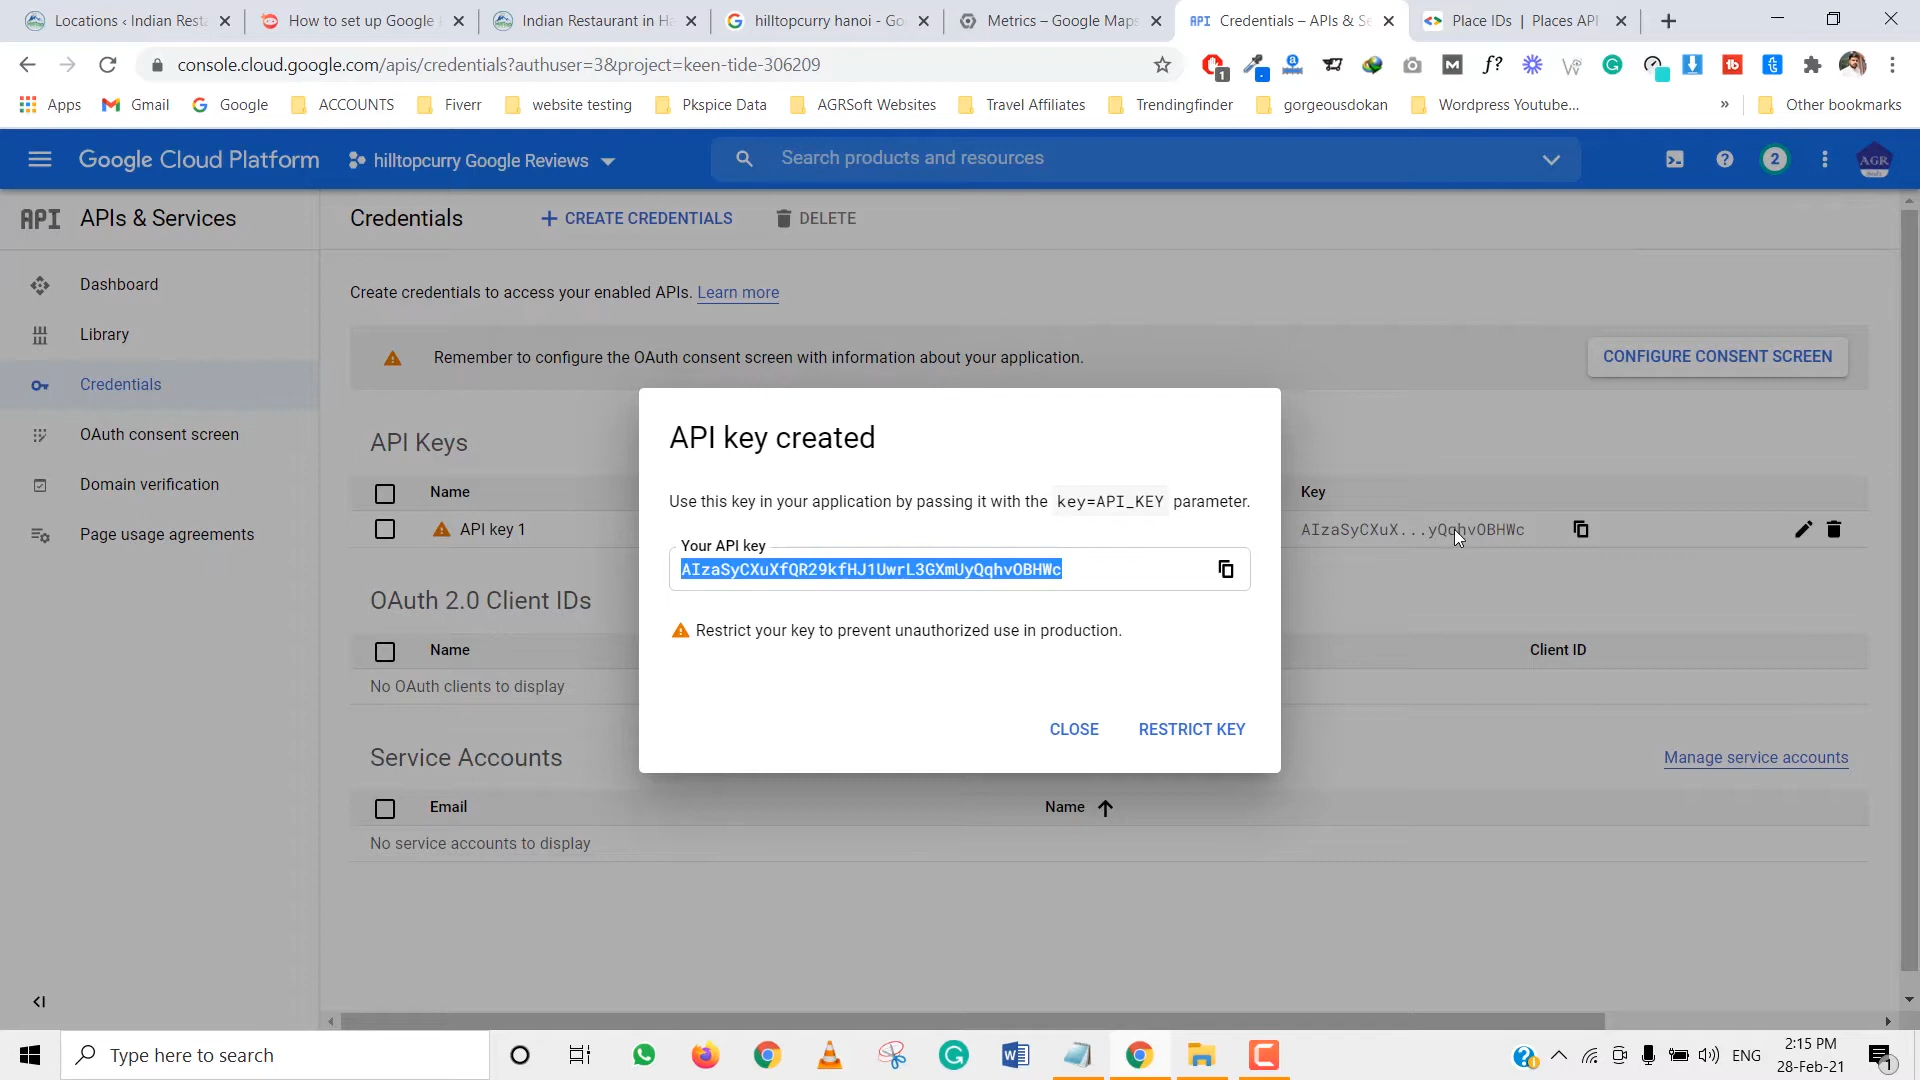 Locations ‹ Indian Resta
How to set up Google
Indian Restaurant in Ha
hilltopcurry hanoi - Go
Metrics – Google Maps
API Credentials – APIs & Se
Place IDs | Places API
console.cloud.google.com/apis/credentials?authuser=3&project=keen-tide-306209
Apps
Gmail
Google
ACCOUNTS
Fiverr
website testing
Pkspice Data
AGRSoft Websites
Travel Affiliates
Trendingfinder
gorgeousdokan
Wordpress Youtube...
»
Other bookmarks
Google Cloud Platform
hilltopcurry Google Reviews
Search products and resources
2
AGR
API APIs & Services
Credentials
+ CREATE CREDENTIALS
DELETE
Dashboard
Library
Credentials
OAuth consent screen
Domain verification
Page usage agreements
Create credentials to access your enabled APIs. Learn more
Remember to configure the OAuth consent screen with information about your application.
CONFIGURE CONSENT SCREEN
API Keys
Name
Key
API key 1
AIzaSyCXuX...yQqhvOBHWc
API key created
Use this key in your application by passing it with the key=API_KEY parameter.
Your API key
AIzaSyCXuXfQR29kfHJ1UwrL3GXmUyQqhvOBHWc
Restrict your key to prevent unauthorized use in production.
CLOSE
RESTRICT KEY
OAuth 2.0 Client IDs
Name
Client ID
No OAuth clients to display
Service Accounts
Manage service accounts
Email
Name
No service accounts to display
Type here to search
ENG
2:15 PM
28-Feb-21
1